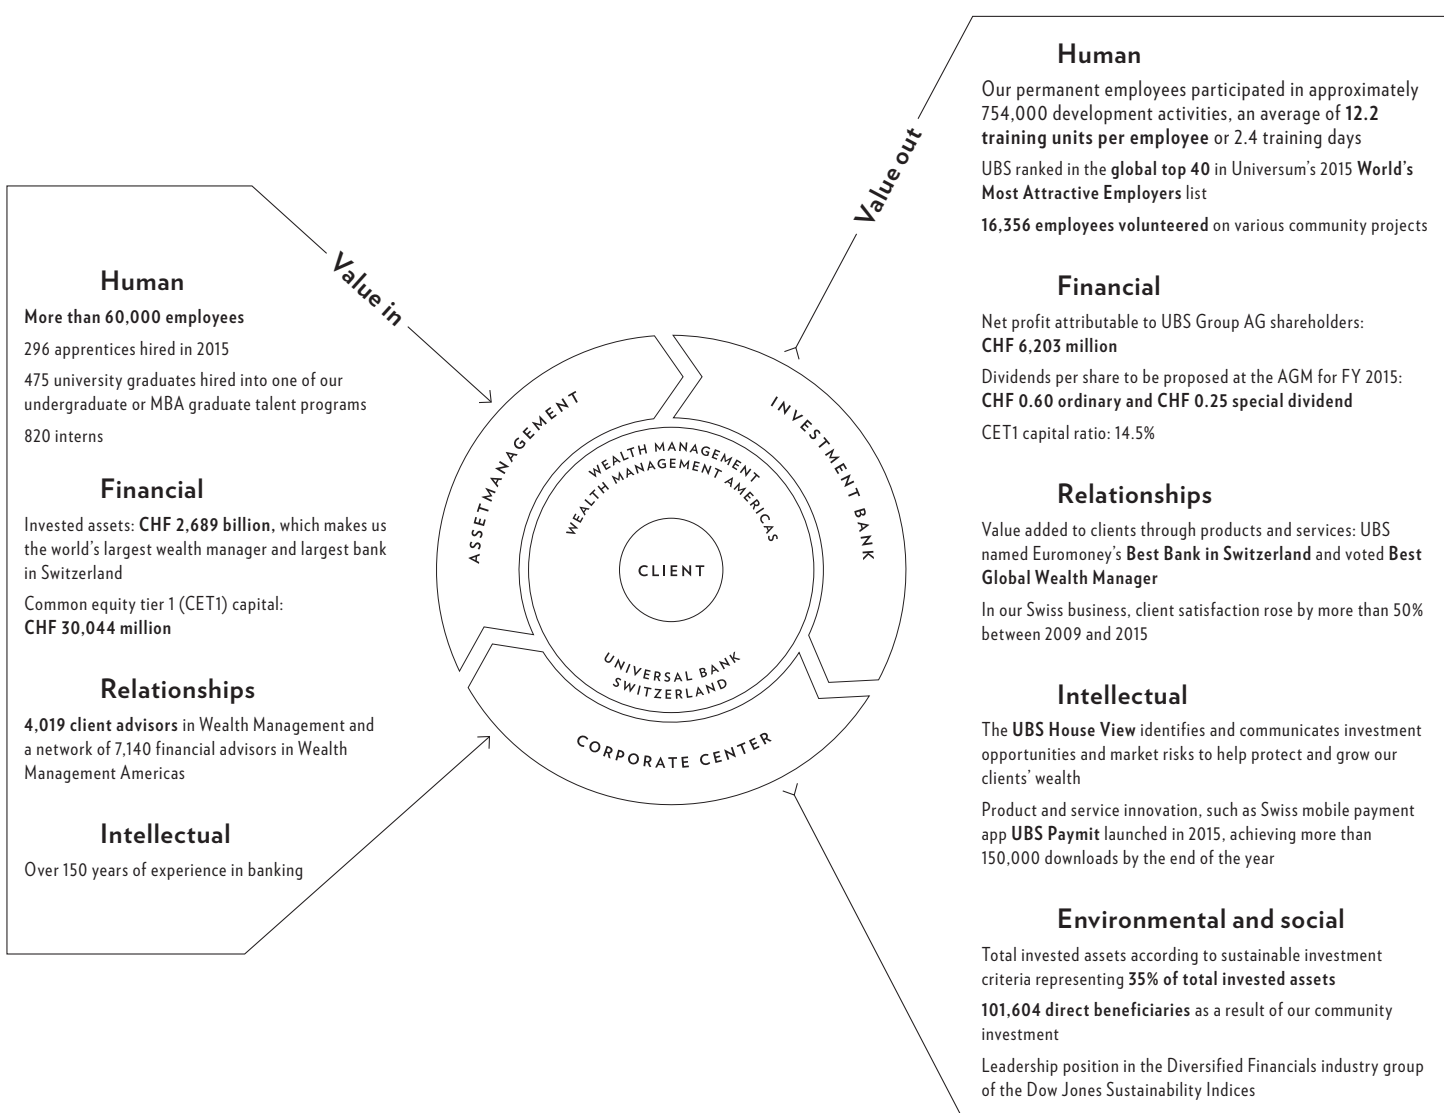 Value in
Human
More than 60,000 employees
296 apprentices hired in 2015
475 university graduates hired into one of our
undergraduate or MBA graduate talent programs
820 interns
Financial
Invested assets: CHF 2,689 billion, which makes us
the world's largest wealth manager and largest bank
in Switzerland
Common equity tier 1 (CET1) capital:
CHF 30,044 million
Relationships
4,019 client advisors in Wealth Management and
a network of 7,140 financial advisors in Wealth
Management Americas
Intellectual
Over 150 years of experience in banking
ASSETMANAGEMENT
INVESTMENT BANK
WEALTH MANAGEMENT
WEALTH MANAGEMENT AMERICAS
CLIENT
UNIVERSAL BANK
SWITZERLAND
CORPORATE CENTER
Value out
Human
Our permanent employees participated in approximately
754,000 development activities, an average of 12.2
training units per employee or 2.4 training days
UBS ranked in the global top 40 in Universum's 2015 World's
Most Attractive Employers list
16,356 employees volunteered on various community projects
Financial
Net profit attributable to UBS Group AG shareholders:
CHF 6,203 million
Dividends per share to be proposed at the AGM for FY 2015:
CHF 0.60 ordinary and CHF 0.25 special dividend
CET1 capital ratio: 14.5%
Relationships
Value added to clients through products and services: UBS
named Euromoney's Best Bank in Switzerland and voted Best
Global Wealth Manager
In our Swiss business, client satisfaction rose by more than 50%
between 2009 and 2015
Intellectual
The UBS House View identifies and communicates investment
opportunities and market risks to help protect and grow our
clients' wealth
Product and service innovation, such as Swiss mobile payment
app UBS Paymit launched in 2015, achieving more than
150,000 downloads by the end of the year
Environmental and social
Total invested assets according to sustainable investment
criteria representing 35% of total invested assets
101,604 direct beneficiaries as a result of our community
investment
Leadership position in the Diversified Financials industry group
of the Dow Jones Sustainability Indices